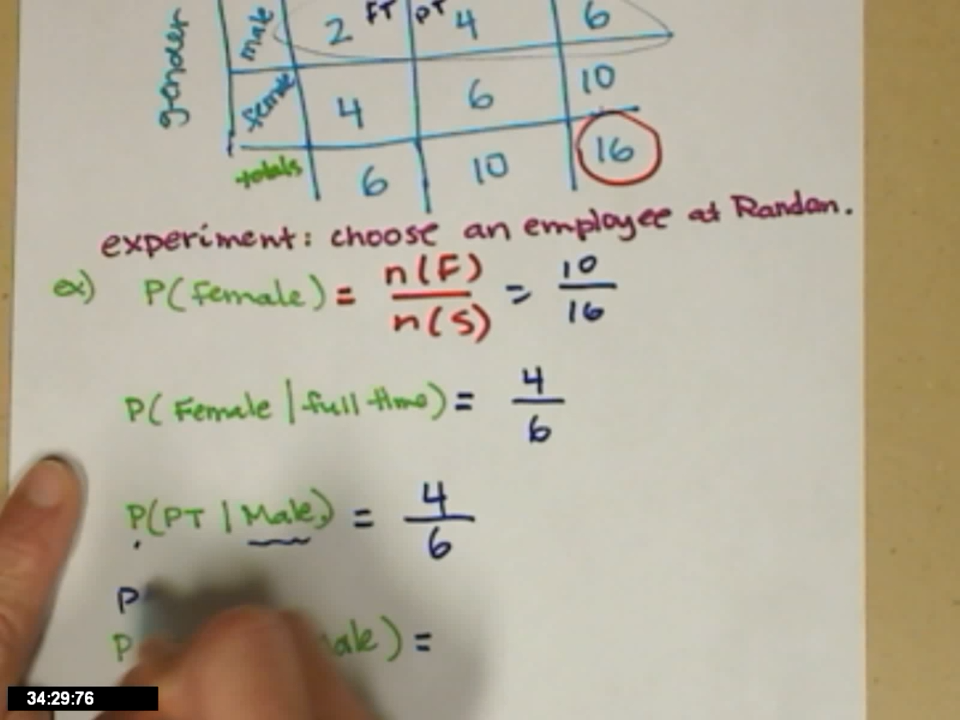 gender
male 2 FT PT 4 6
female 4 6 10
totals 6 10 16
experiment: choose an employee at Randon.
ex) P(female) = n(F) / n(S) = 10 / 16
P(Female | full time) = 4 / 6
P(PT | Male) = 4 / 6
P
P ale) =
34:29:76